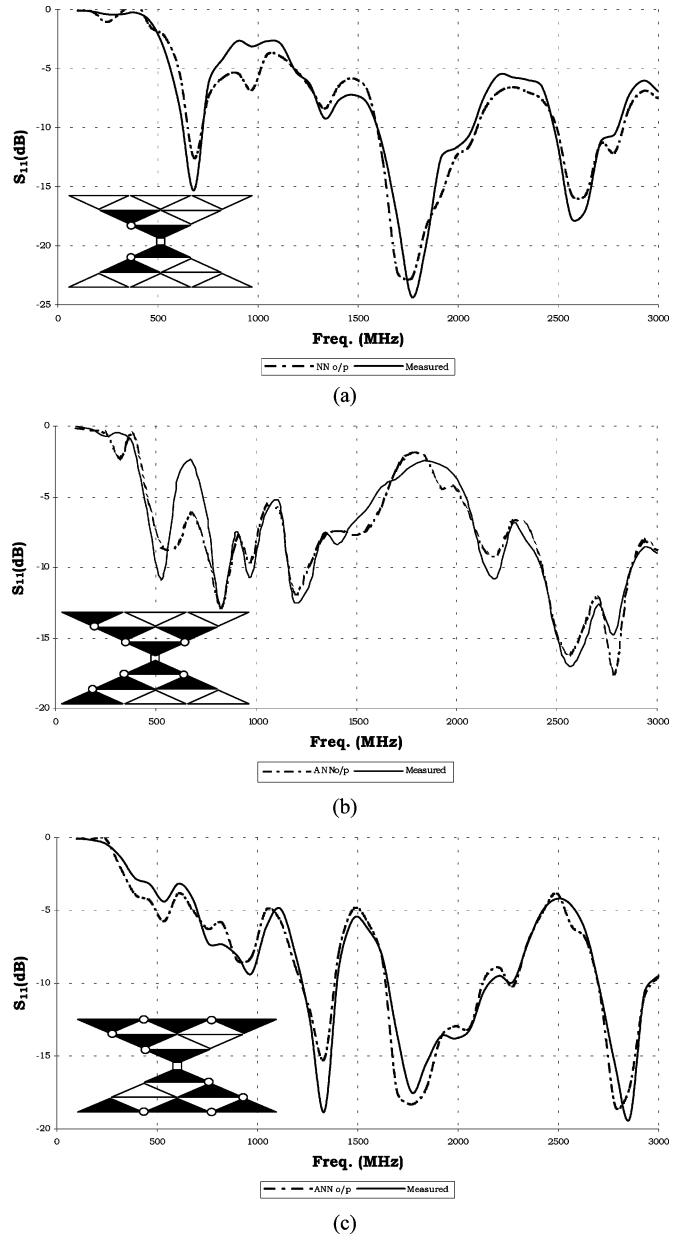 0
-5
-10
-15
-20
-25
S11(dB)
0 500 1000 1500 2000 2500 3000
Freq. (MHz)
NN o/p Measured
(a)
0
-5
-10
-15
-20
S11(dB)
0 500 1000 1500 2000 2500 3000
Freq. (MHz)
ANNo/p Measured
(b)
0
-5
-10
-15
-20
S11(dB)
0 500 1000 1500 2000 2500 3000
Freq. (MHz)
ANN o/p Measured
(c)